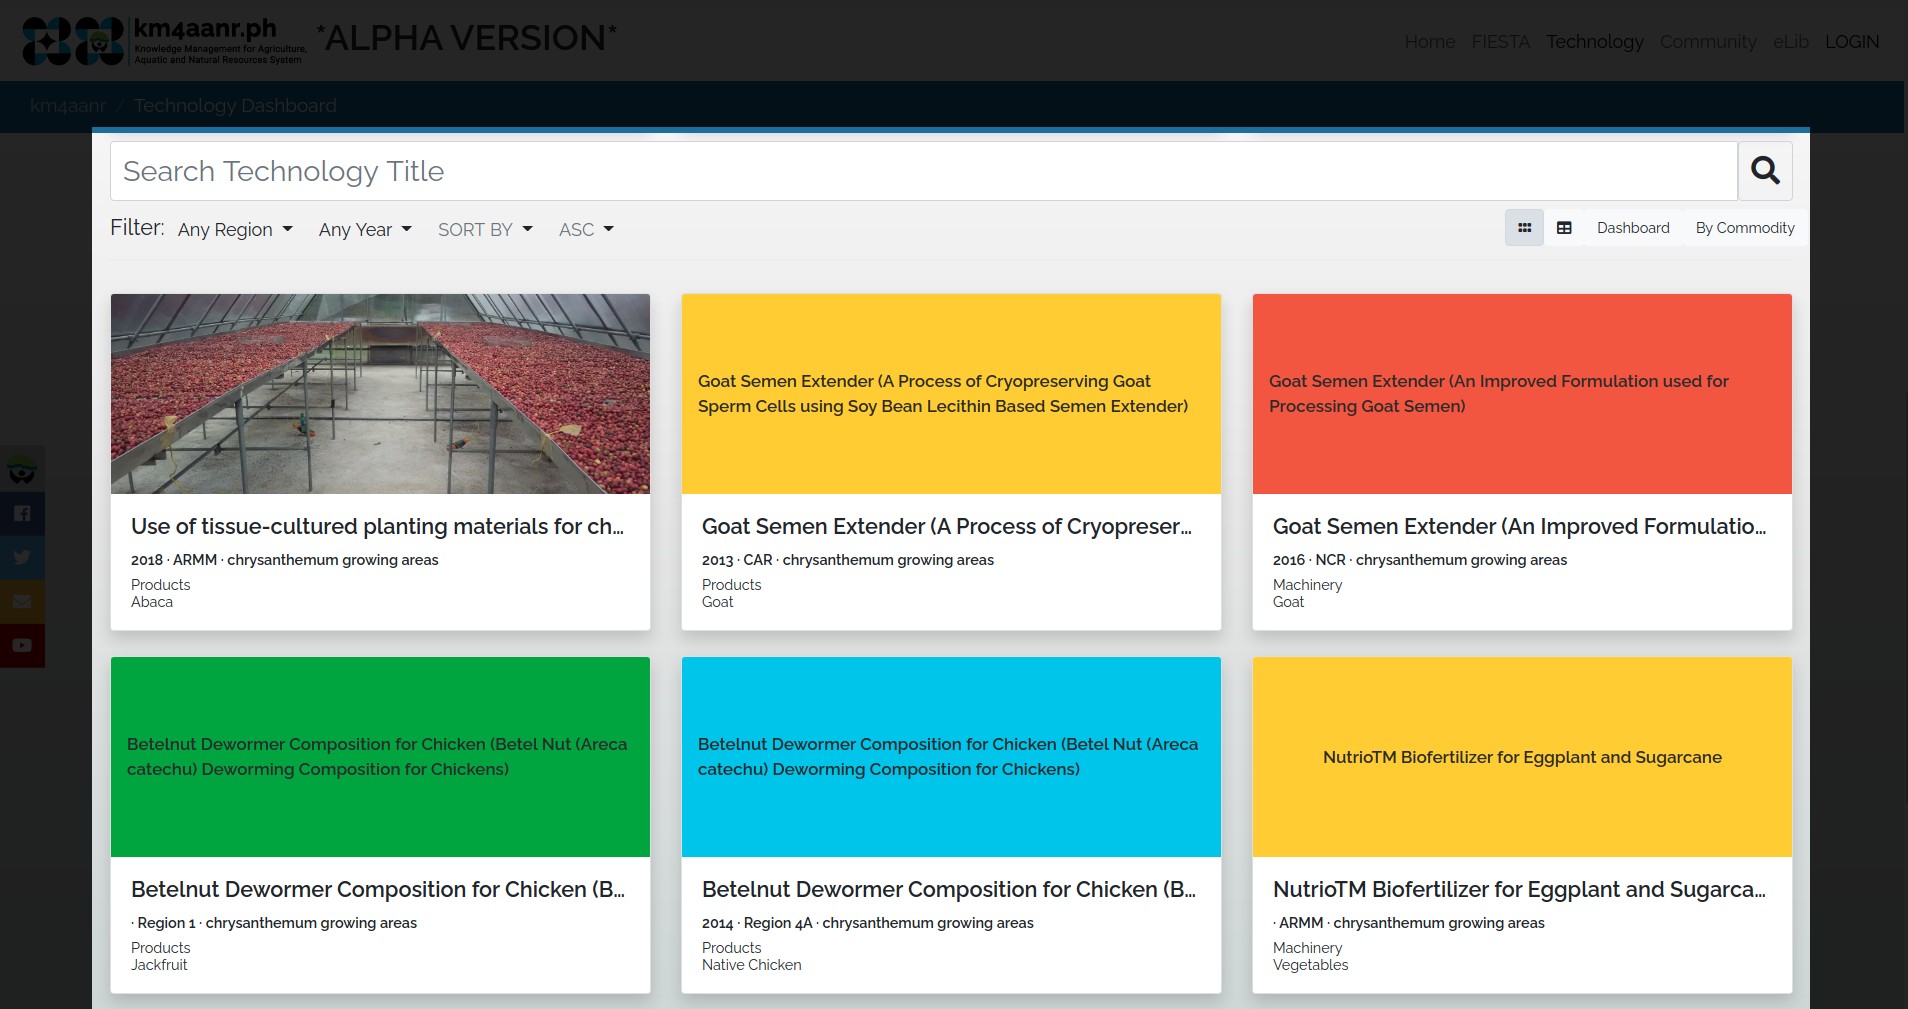 km4aanr.ph
Knowledge Management for Agriculture,
Aquatic and Natural Resources System
*ALPHA VERSION*
Home FIESTA Technology Community eLib LOGIN
km4aanr / Technology Dashboard
Search Technology Title
Filter: Any Region Any Year SORT BY ASC
Dashboard By Commodity
Use of tissue-cultured planting materials for ch...
2018 · ARMM · chrysanthemum growing areas
Products
Abaca
Goat Semen Extender (A Process of Cryopreserving Goat
Sperm Cells using Soy Bean Lecithin Based Semen Extender)
Goat Semen Extender (A Process of Cryopreser...
2013 · CAR · chrysanthemum growing areas
Products
Goat
Goat Semen Extender (An Improved Formulation used for
Processing Goat Semen)
Goat Semen Extender (An Improved Formulatio...
2016 · NCR · chrysanthemum growing areas
Machinery
Goat
Betelnut Dewormer Composition for Chicken (Betel Nut (Areca
catechu) Deworming Composition for Chickens)
Betelnut Dewormer Composition for Chicken (B...
· Region 1 · chrysanthemum growing areas
Products
Jackfruit
Betelnut Dewormer Composition for Chicken (Betel Nut (Areca
catechu) Deworming Composition for Chickens)
Betelnut Dewormer Composition for Chicken (B...
2014 · Region 4A · chrysanthemum growing areas
Products
Native Chicken
NutrioTM Biofertilizer for Eggplant and Sugarcane
NutrioTM Biofertilizer for Eggplant and Sugarca...
· ARMM · chrysanthemum growing areas
Machinery
Vegetables